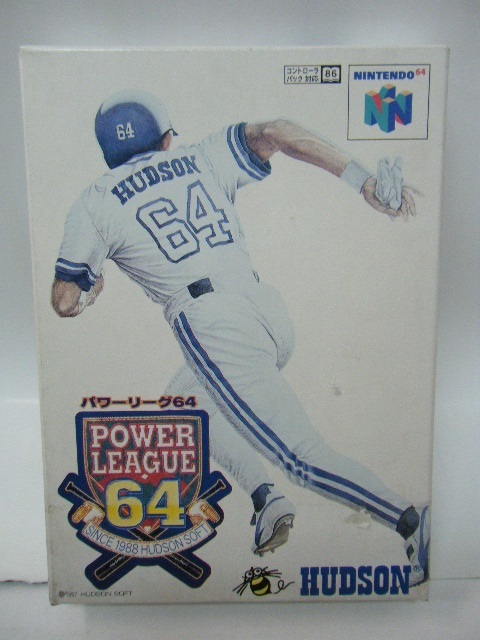 コントローラ
パック 対応 86
NINTENDO 64
64
HUDSON
64
パワーリーグ64
POWER
LEAGUE
64
SINCE 1988 HUDSON SOFT
HUDSON®
HUDSON SOFT